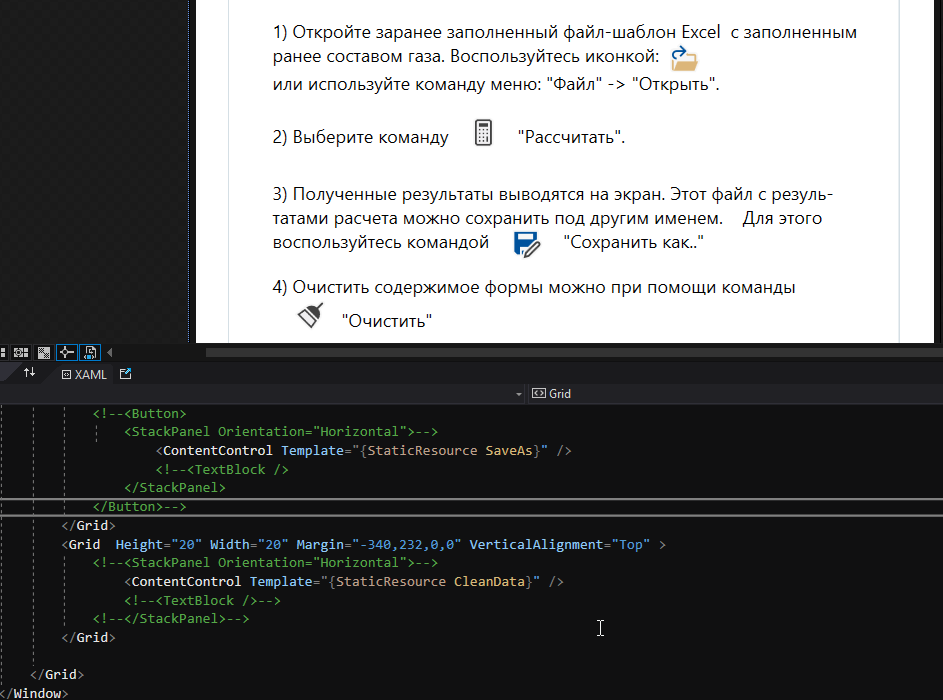 1) Откройте заранее заполненный файл-шаблон Excel  с заполненным
ранее составом газа. Воспользуйтесь иконкой:
или используйте команду меню: "Файл" -> "Открыть".
2) Выберите команду "Рассчитать".
3) Полученные результаты выводятся на экран. Этот файл с резуль-
татами расчета можно сохранить под другим именем.    Для этого
воспользуйтесь командой "Сохранить как.."
4) Очистить содержимое формы можно при помощи команды
"Очистить"
XAML
Grid
<!--<Button>
<StackPanel Orientation="Horizontal">-->
<ContentControl Template="{StaticResource SaveAs}" />
<!--<TextBlock />
</StackPanel>
</Button>-->
</Grid>
<Grid  Height="20" Width="20" Margin="-340,232,0,0" VerticalAlignment="Top" >
<!--<StackPanel Orientation="Horizontal">-->
<ContentControl Template="{StaticResource CleanData}" />
<!--<TextBlock />-->
<!--</StackPanel>-->
</Grid>
</Grid>
</Window>